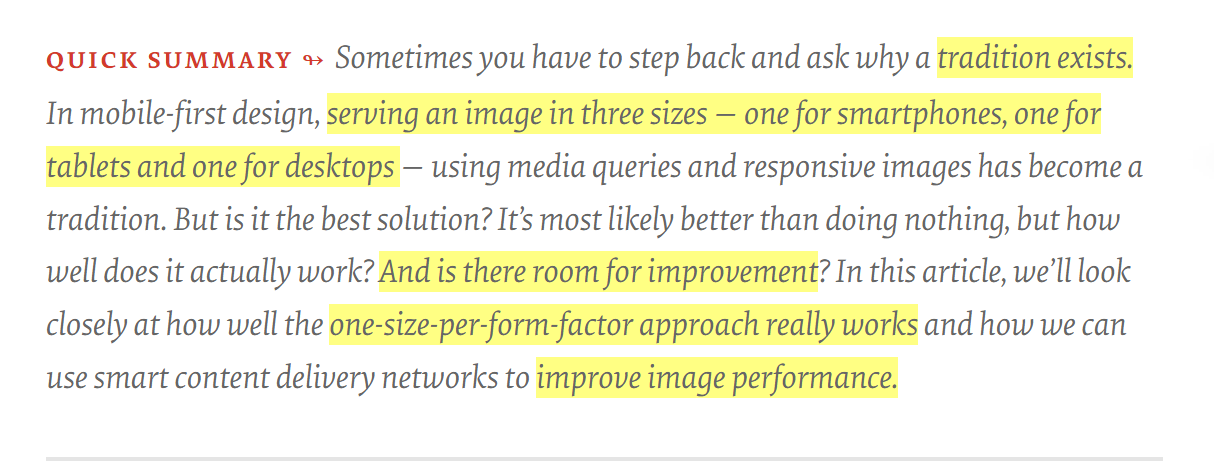 QUICK SUMMARY ↬ Sometimes you have to step back and ask why a tradition exists.
In mobile-first design, serving an image in three sizes — one for smartphones, one for
tablets and one for desktops — using media queries and responsive images has become a
tradition. But is it the best solution? It’s most likely better than doing nothing, but how
well does it actually work? And is there room for improvement? In this article, we’ll look
closely at how well the one-size-per-form-factor approach really works and how we can
use smart content delivery networks to improve image performance.